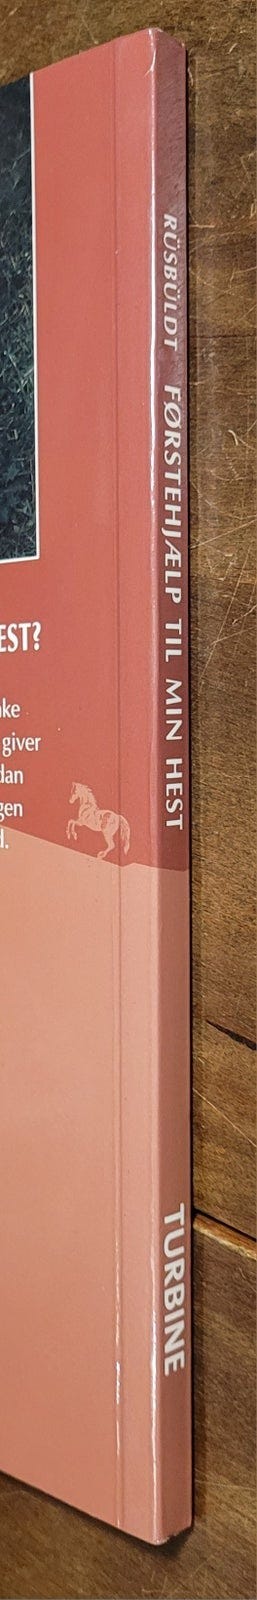 RÜSBÜLDT FØRSTEHJÆLP TIL MIN HEST TURBINE
EST?
ke
giver
dan
gen
d.